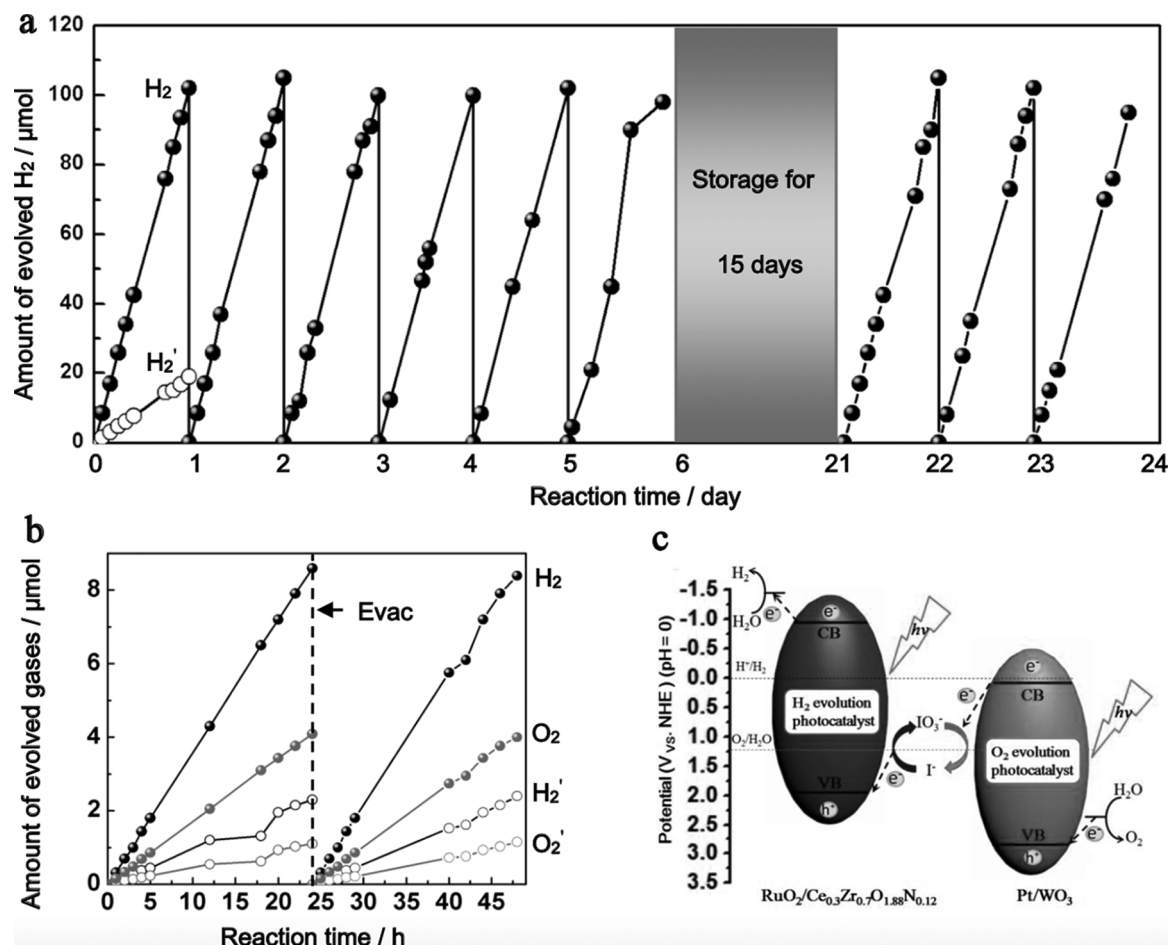 a
Amount of evolved H₂ / μmol
120
100
80
60
40
20
0
H₂
H₂'
Storage for
15 days
0 1 2 3 4 5 6 21 22 23 24
Reaction time / day
b
Amount of evolved gases / μmol
8
6
4
2
0
Evac
H₂
O₂
H₂'
O₂'
0 5 10 15 20 25 30 35 40 45
Reaction time / h
c
Potential (V vs. NHE) (pH = 0)
-1.5
-1.0
-0.5
0.0
0.5
1.0
1.5
2.0
2.5
3.0
3.5
H₂
H₂O
e⁻
e⁻
CB
hν
H⁺/H₂
H₂ evolution
photocatalyst
O₂/H₂O
VB
h⁺
IO₃⁻
I⁻
e⁻
e⁻
e⁻
CB
hν
O₂ evolution
photocatalyst
H₂O
e⁻
O₂
VB
h⁺
RuO₂/Ce₀.₃Zr₀.₇O₁.₈₈N₀.₁₂
Pt/WO₃